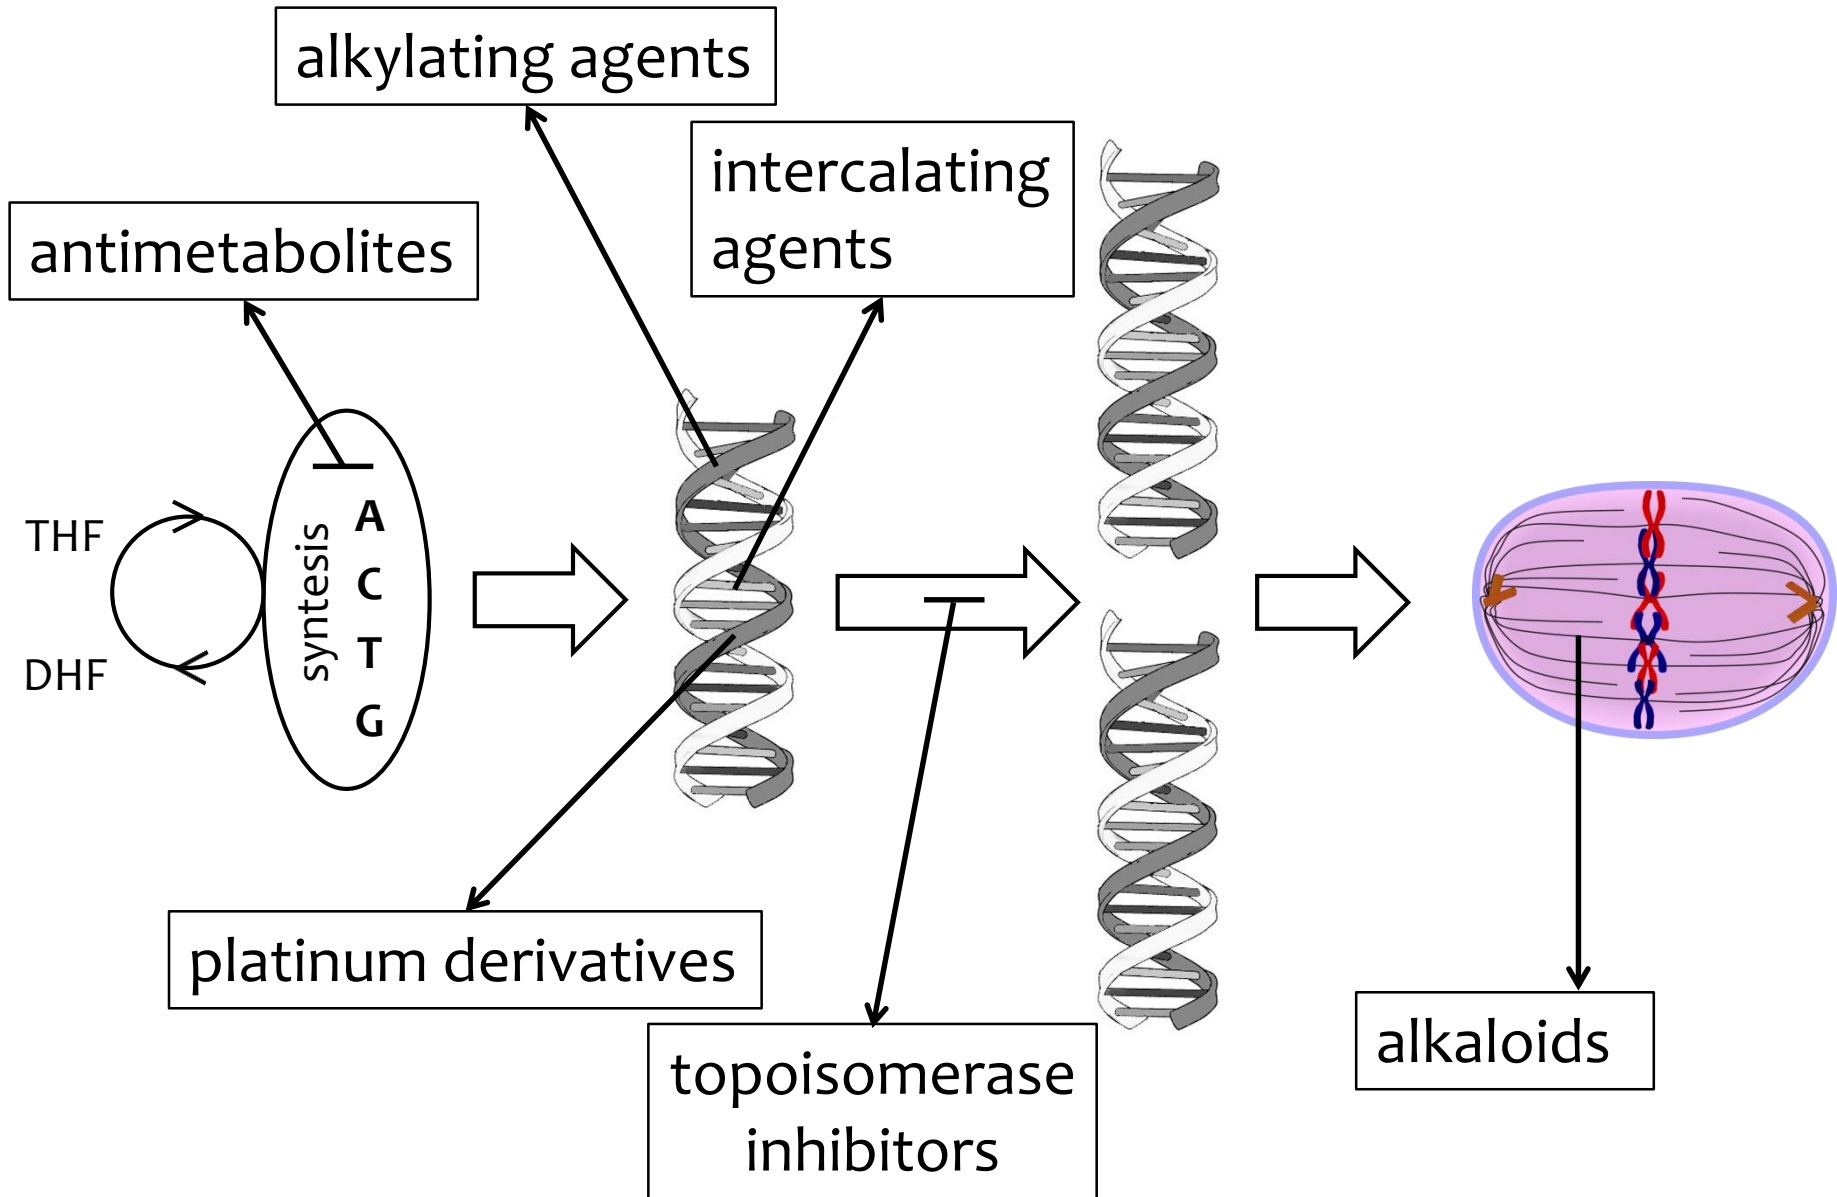 alkylating agents
intercalating
agents
antimetabolites
THF
DHF
syntesis
A
C
T
G
platinum derivatives
topoisomerase
inhibitors
alkaloids